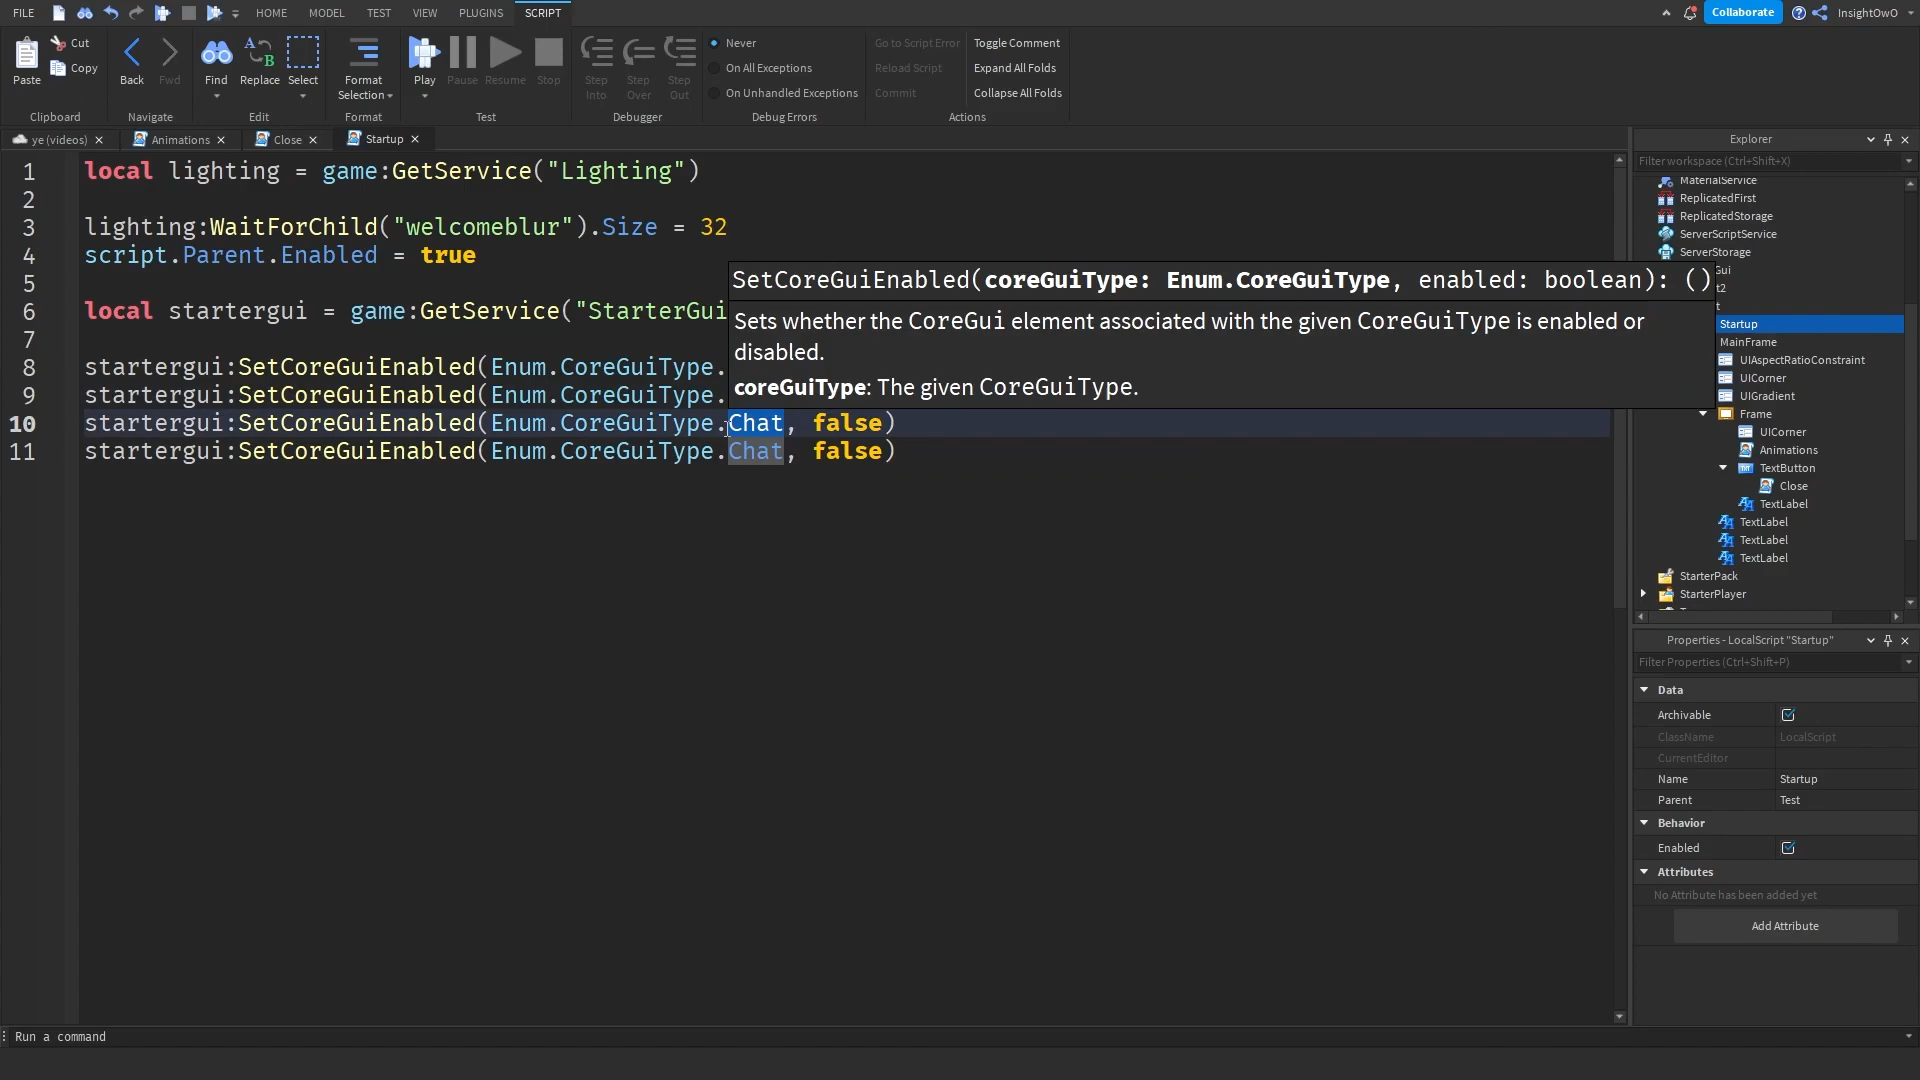 FILE HOME MODEL TEST VIEW PLUGINS SCRIPT Collaborate InsightOwO
Paste Cut Copy Back Fwd Find Replace Select Format Selection Play Pause Resume Stop Step Into Step Over Step Out
Never
On All Exceptions
On Unhandled Exceptions
Go to Script Error
Reload Script
Commit
Toggle Comment
Expand All Folds
Collapse All Folds
Clipboard Navigate Edit Format Test Debugger Debug Errors Actions
ye (videos) Animations Close Startup
1 local lighting = game:GetService("Lighting")
2
3 lighting:WaitForChild("welcomeblur").Size = 32
4 script.Parent.Enabled = true
5
6 local startergui = game:GetService("StarterGui
7
8 startergui:SetCoreGuiEnabled(Enum.CoreGuiType.
9 startergui:SetCoreGuiEnabled(Enum.CoreGuiType.
10 startergui:SetCoreGuiEnabled(Enum.CoreGuiType.Chat, false)
11 startergui:SetCoreGuiEnabled(Enum.CoreGuiType.Chat, false)
SetCoreGuiEnabled(coreGuiType: Enum.CoreGuiType, enabled: boolean): ()
Sets whether the CoreGui element associated with the given CoreGuiType is enabled or
disabled.
coreGuiType: The given CoreGuiType.
Explorer
Filter workspace (Ctrl+Shift+X)
MaterialService
ReplicatedFirst
ReplicatedStorage
ServerScriptService
ServerStorage
Gui
t2
t
Startup
MainFrame
UIAspectRatioConstraint
UICorner
UIGradient
Frame
UICorner
Animations
TextButton
Close
TextLabel
TextLabel
TextLabel
TextLabel
StarterPack
StarterPlayer
Properties - LocalScript "Startup"
Filter Properties (Ctrl+Shift+P)
Data
Archivable
ClassName LocalScript
CurrentEditor
Name Startup
Parent Test
Behavior
Enabled
Attributes
No Attribute has been added yet
Add Attribute
Run a command